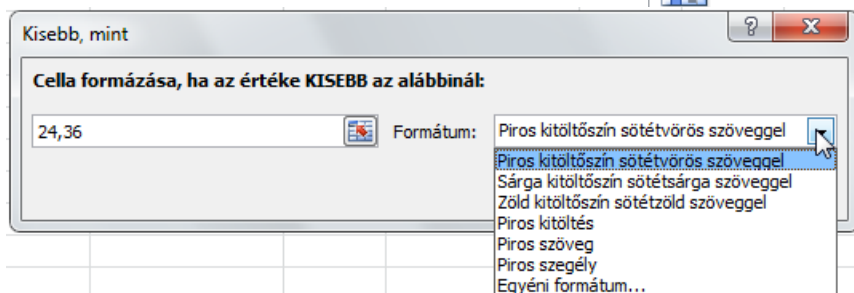 Kisebb, mint
Cella formázása, ha az értéke KISEBB az alábbinál:
24,36 Formátum: Piros kitöltőszín sötétvörös szöveggel
Piros kitöltőszín sötétvörös szöveggel
Sárga kitöltőszín sötétsárga szöveggel
Zöld kitöltőszín sötétzöld szöveggel
Piros kitöltés
Piros szöveg
Piros szegély
Egyéni formátum...